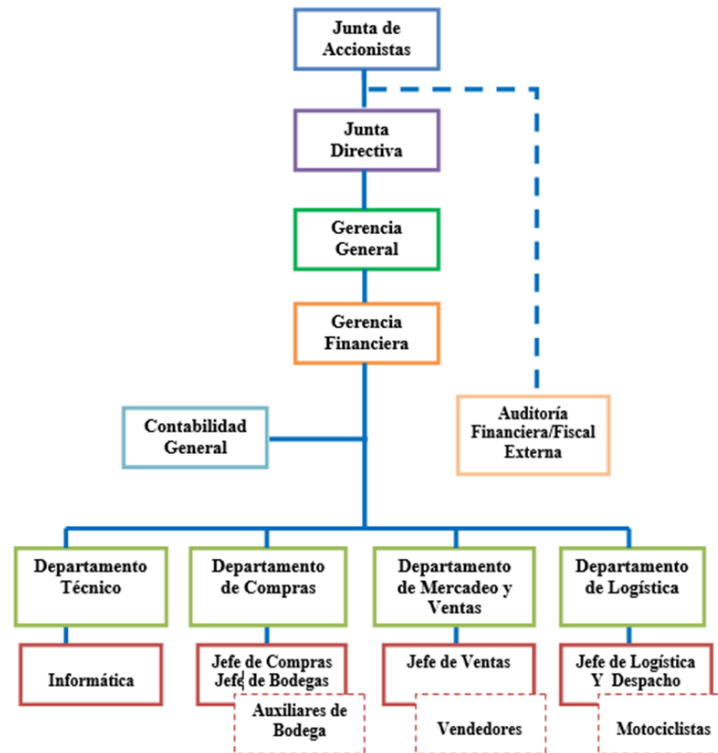 Junta de
Accionistas
Junta
Directiva
Gerencia
General
Gerencia
Financiera
Contabilidad
General
Auditoría
Financiera/Fiscal
Externa
Departamento
Técnico
Departamento
de Compras
Departamento
de Mercadeo y
Ventas
Departamento
de Logística
Informática
Jefe de Compras
Jefe de Bodegas
Jefe de Ventas
Jefe de Logística
Y Despacho
Auxiliares de
Bodega
Vendedores
Motociclistas